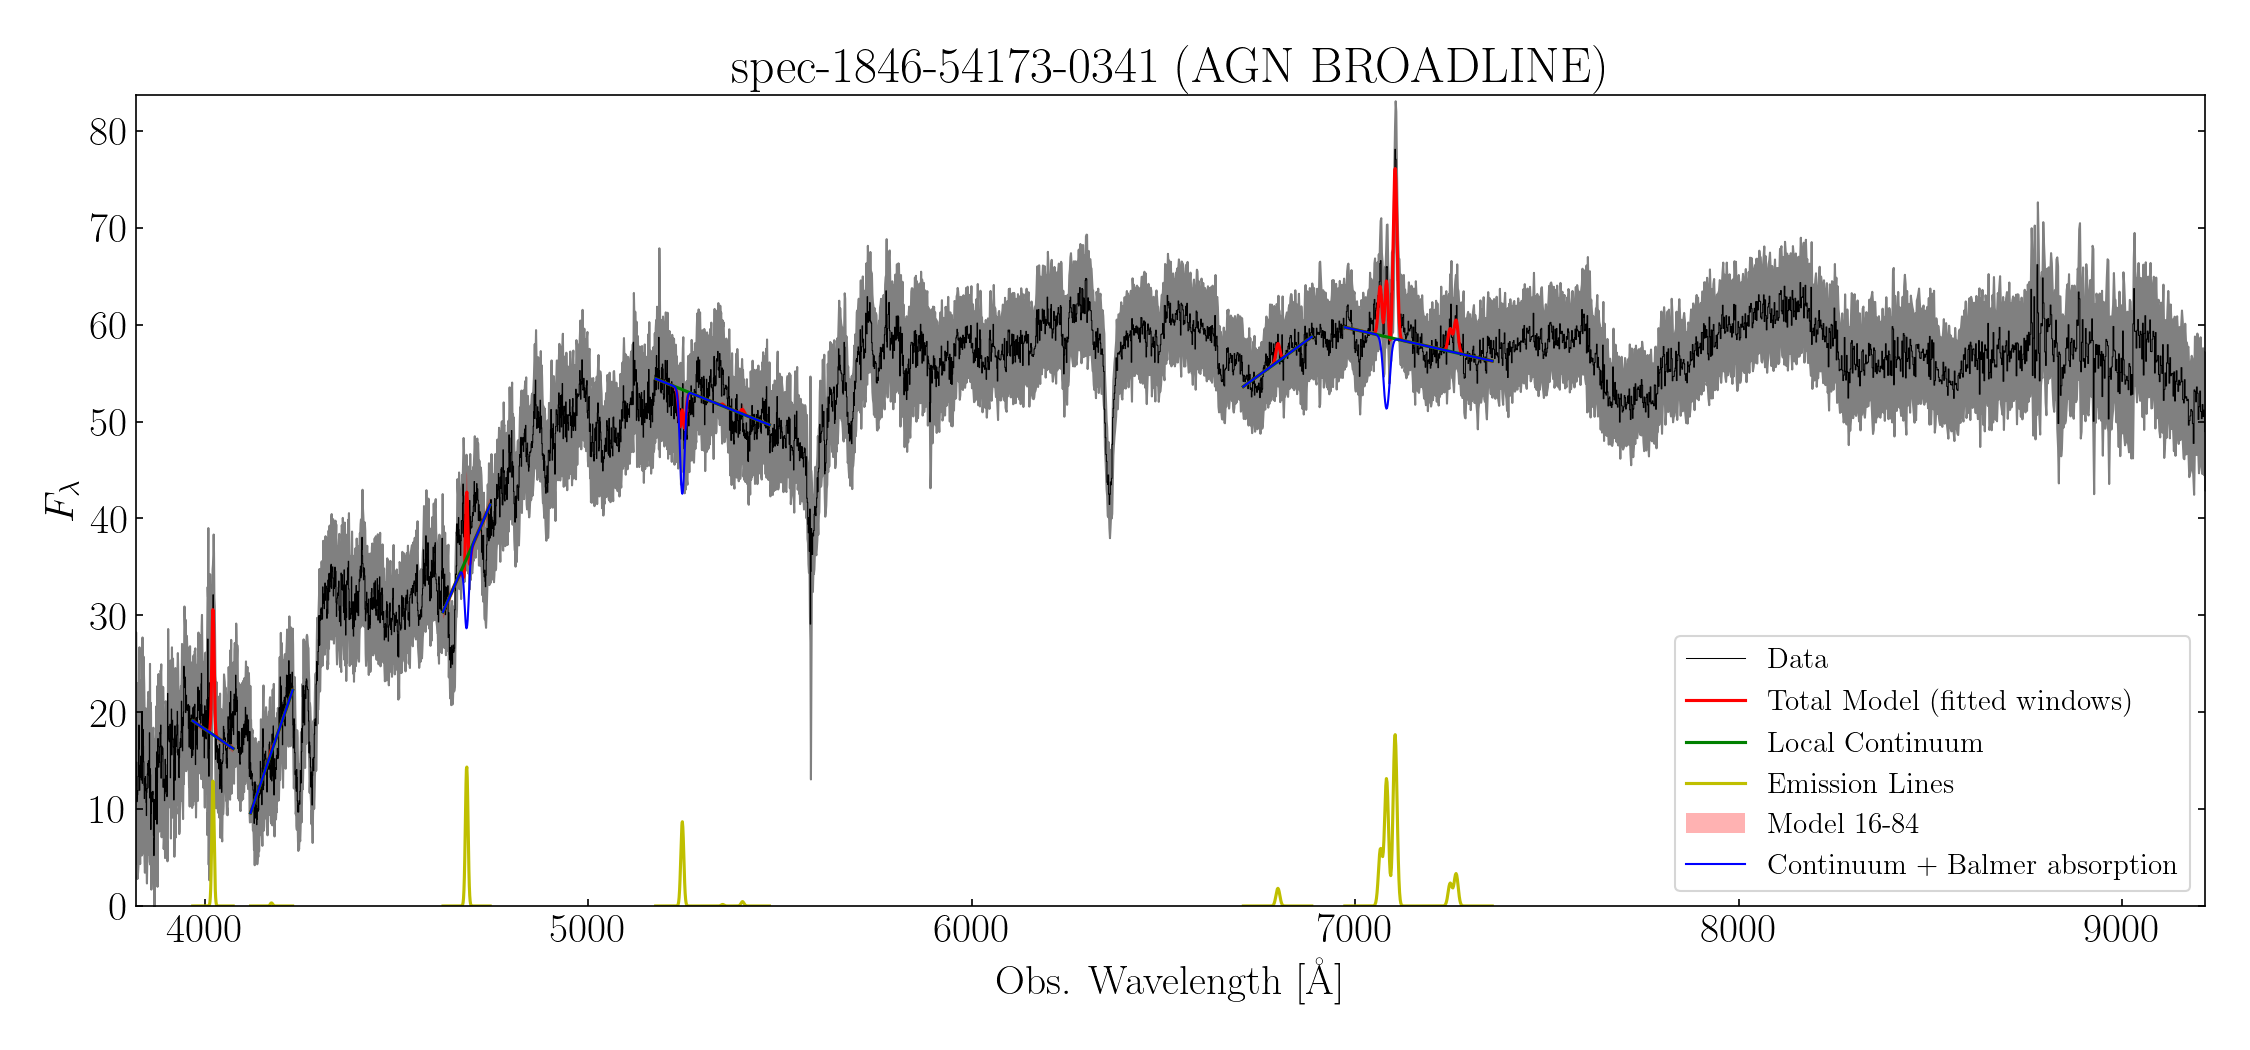 spec-1846-54173-0341 (AGN BROADLINE)
80
70
60
50
40
30
20
10
0
F_λ
4000 5000 6000 7000 8000 9000
Obs. Wavelength [Å]
Data
Total Model (fitted windows)
Local Continuum
Emission Lines
Model 16-84
Continuum + Balmer absorption